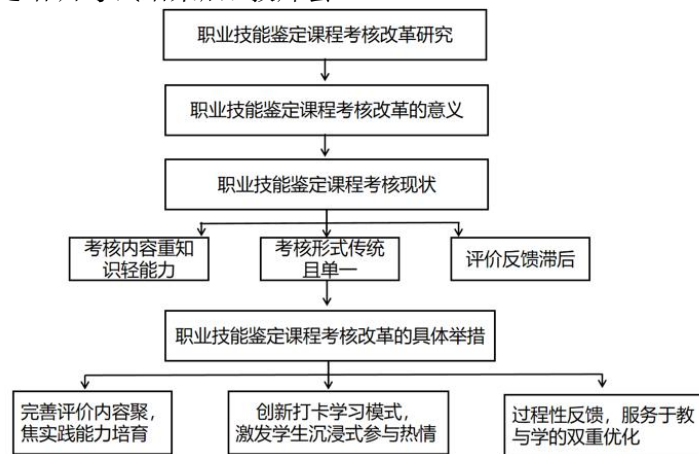 职业技能鉴定课程考核改革研究
职业技能鉴定课程考核改革的意义
职业技能鉴定课程考核现状
考核内容重知
识轻能力
考核形式传统
且单一
评价反馈滞后
职业技能鉴定课程考核改革的具体举措
完善评价内容聚，
焦实践能力培育
创新打卡学习模式，
激发学生沉浸式参与热情
过程性反馈，服务于教
与学的双重优化